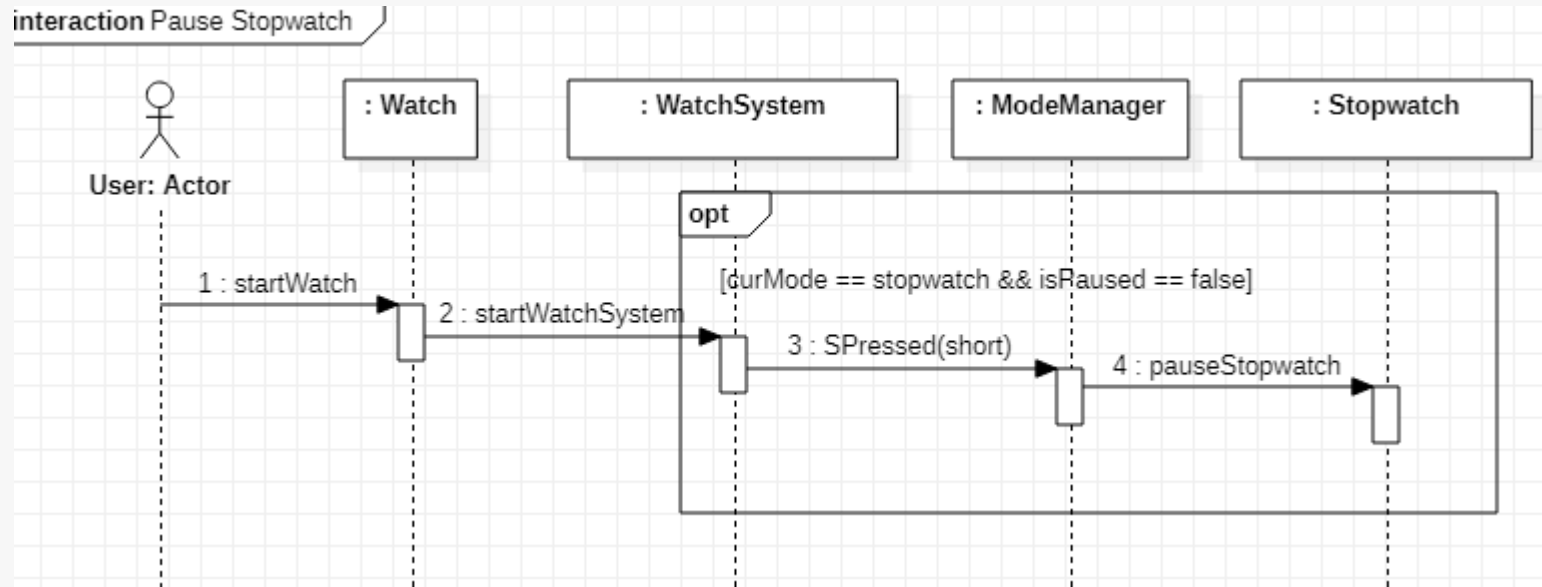 interaction Pause Stopwatch
: Watch
: WatchSystem
: ModeManager
: Stopwatch
User: Actor
opt
[curMode == stopwatch && isPaused == false]
1 : startWatch
2 : startWatchSystem
3 : SPressed(short)
4 : pauseStopwatch